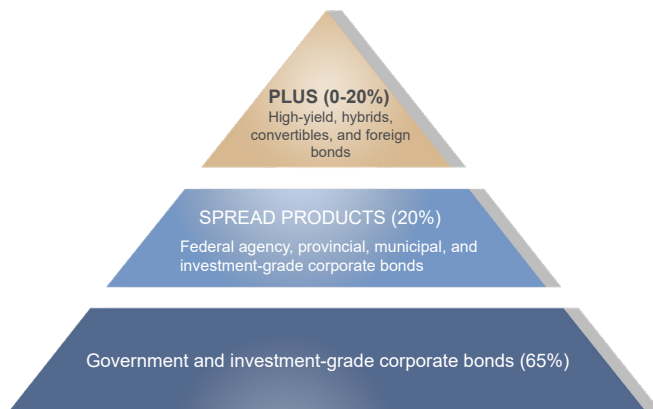 PLUS (0-20%)
High-yield, hybrids,
convertibles, and foreign
bonds
SPREAD PRODUCTS (20%)
Federal agency, provincial, municipal, and
investment-grade corporate bonds
Government and investment-grade corporate bonds (65%)